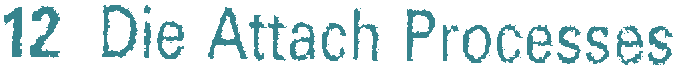 12 Die Attach Processes